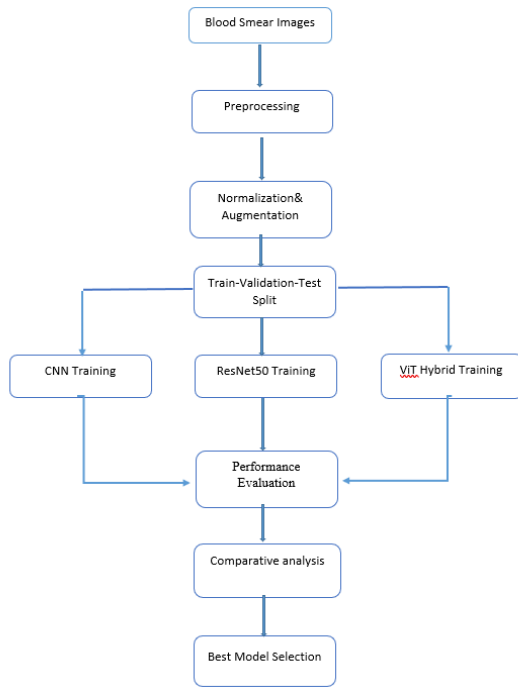 Blood Smear Images
Preprocessing
Normalization&
Augmentation
Train-Validation-Test
Split
CNN Training
ResNet50 Training
ViT Hybrid Training
Performance
Evaluation
Comparative analysis
Best Model Selection